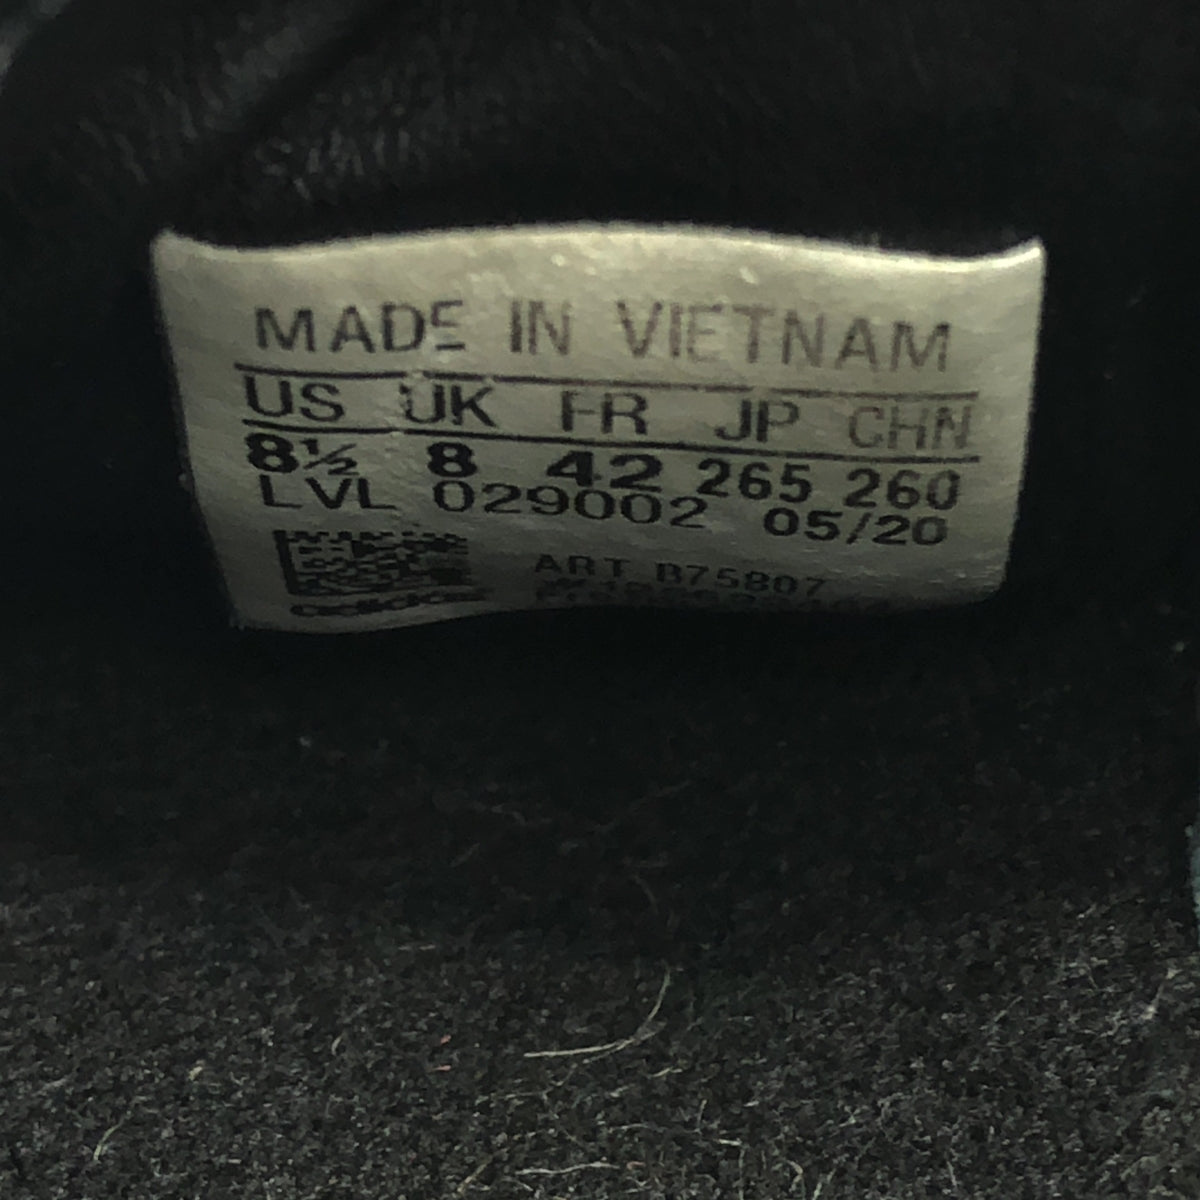 MADE IN VIETNAM
US UK FR JP CHN
8½ 8 42 265 260
LVL 029002 05/20
ART B75807
adidas